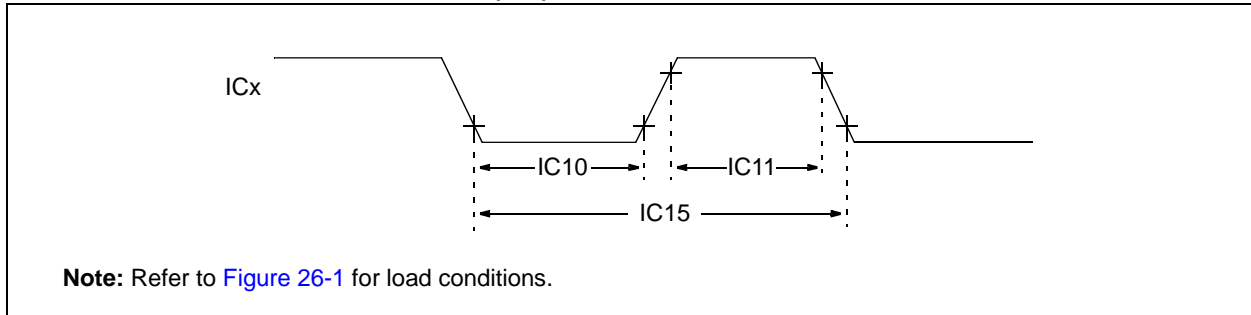 ICx
IC10
IC11
IC15
Note: Refer to Figure 26-1 for load conditions.